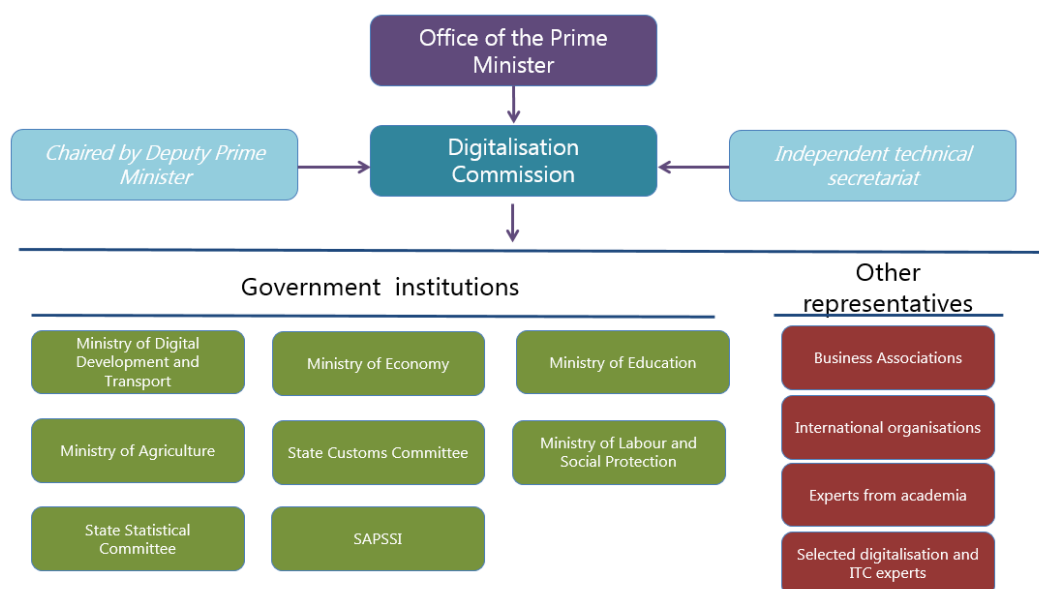 Office of the Prime
Minister
Chaired by Deputy Prime
Minister
Digitalisation
Commission
Independent technical
secretariat
Government institutions
Other
representatives
Ministry of Digital
Development and
Transport
Ministry of Economy
Ministry of Education
Business Associations
Ministry of Agriculture
State Customs Committee
Ministry of Labour and
Social Protection
International organisations
Experts from academia
State Statistical
Committee
SAPSSI
Selected digitalisation and
ITC experts